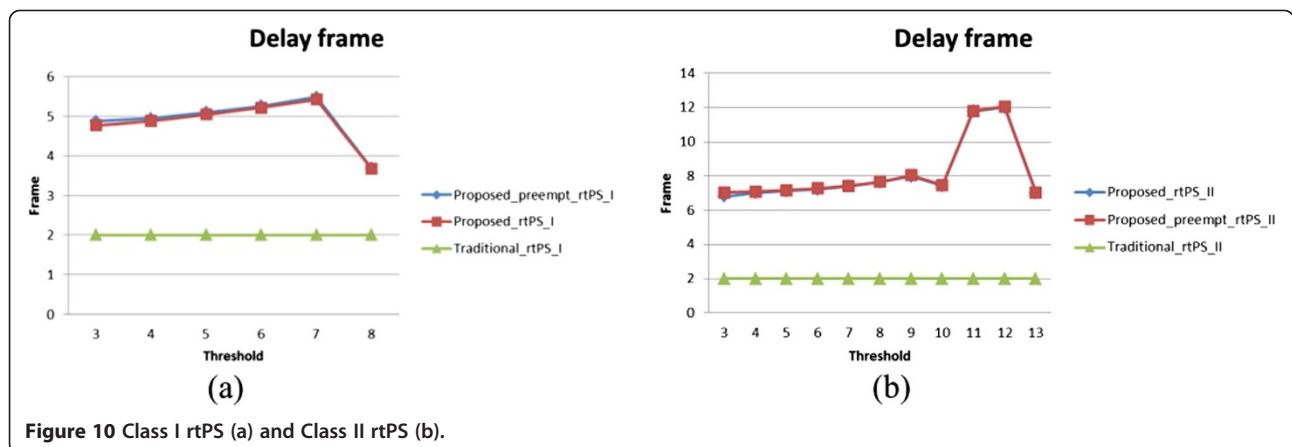 Delay frame
6
5
4
3
2
1
0
Frame
3 4 5 6 7 8
Threshold
Proposed_preempt_rtPS_I
Proposed_rtPS_I
Traditional_rtPS_I
(a)
Delay frame
14
12
10
8
6
4
2
0
Frame
3 4 5 6 7 8 9 10 11 12 13
Threshold
Proposed_rtPS_II
Proposed_preempt_rtPS_II
Traditional_rtPS_II
(b)
Figure 10 Class I rtPS (a) and Class II rtPS (b).